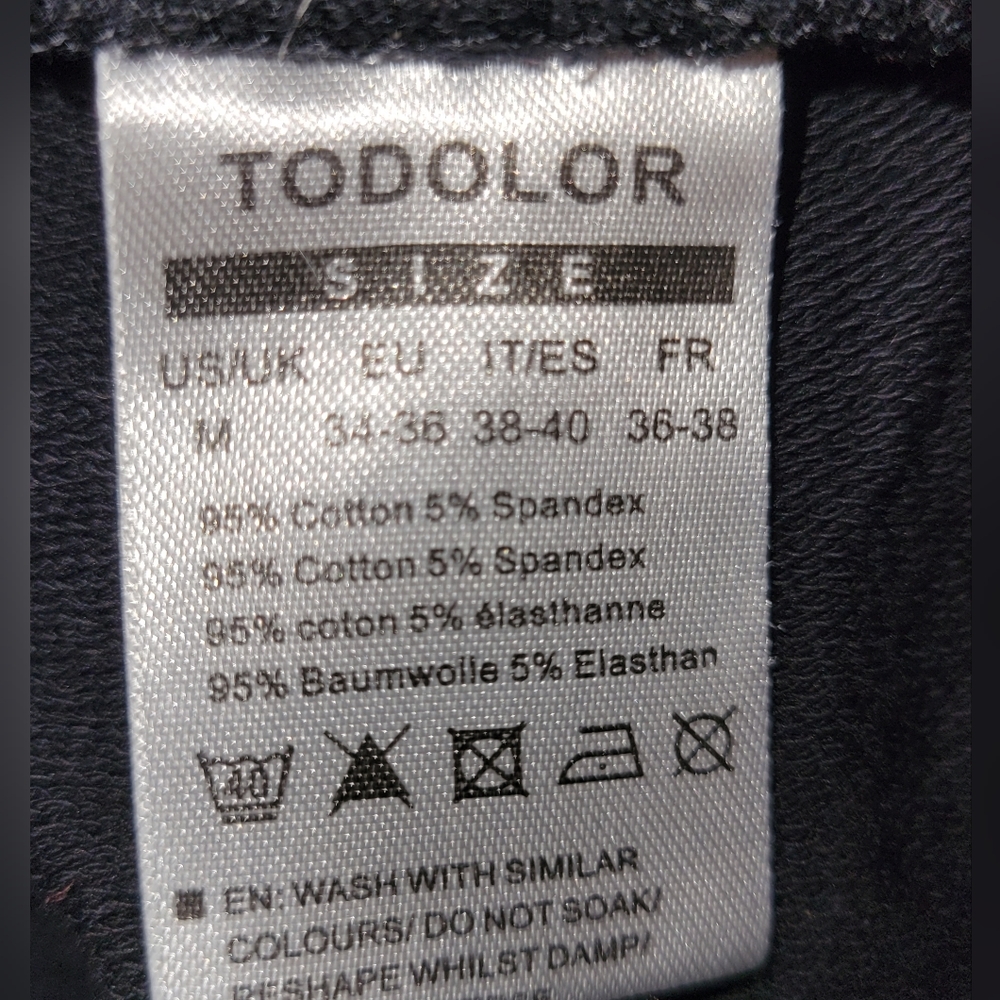 TODOLOR
SIZE
US/UK EU IT/ES FR
M 34-36 38-40 36-38
95% Cotton 5% Spandex
95% Cotton 5% Spandex
95% coton 5% élasthanne
95% Baumwolle 5% Elasthan
40
EN: WASH WITH SIMILAR
COLOURS/ DO NOT SOAK/
RESHAPE WHILST DAMP/